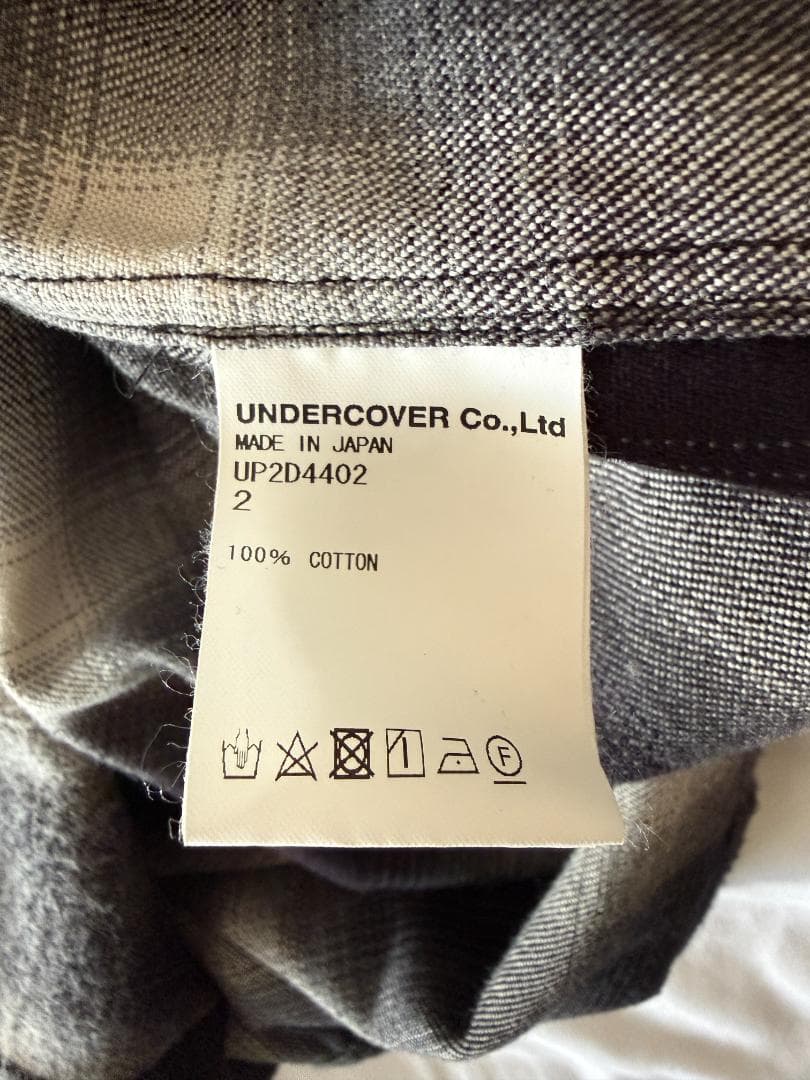 UNDERCOVER Co.,Ltd
MADE IN JAPAN
UP2D4402
2
100% COTTON
F